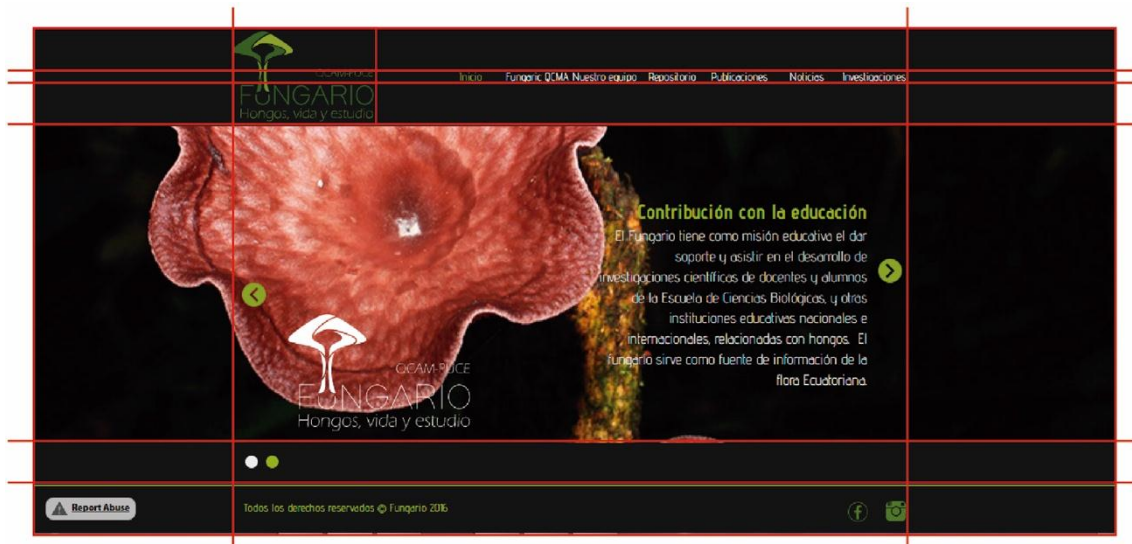 QCAM-PUCE
FUNGARIO
Hongos, vida y estudio
Inicio Fungario QCMA Nuestro equipo Repositorio Publicaciones Noticias Investigaciones
Contribución con la educación
El Fungario tiene como misión educativa el dar
soporte y asistir en el desarrollo de
investigaciones científicas de docentes y alumnos
de la Escuela de Ciencias Biológicas, y otras
instituciones educativas nacionales e
internacionales, relacionadas con hongos. El
fungario sirve como fuente de información de la
flora Ecuatoriana.
QCAM-PUCE
FUNGARIO
Hongos, vida y estudio
Report Abuse
Todos los derechos reservados © Fungario 2016